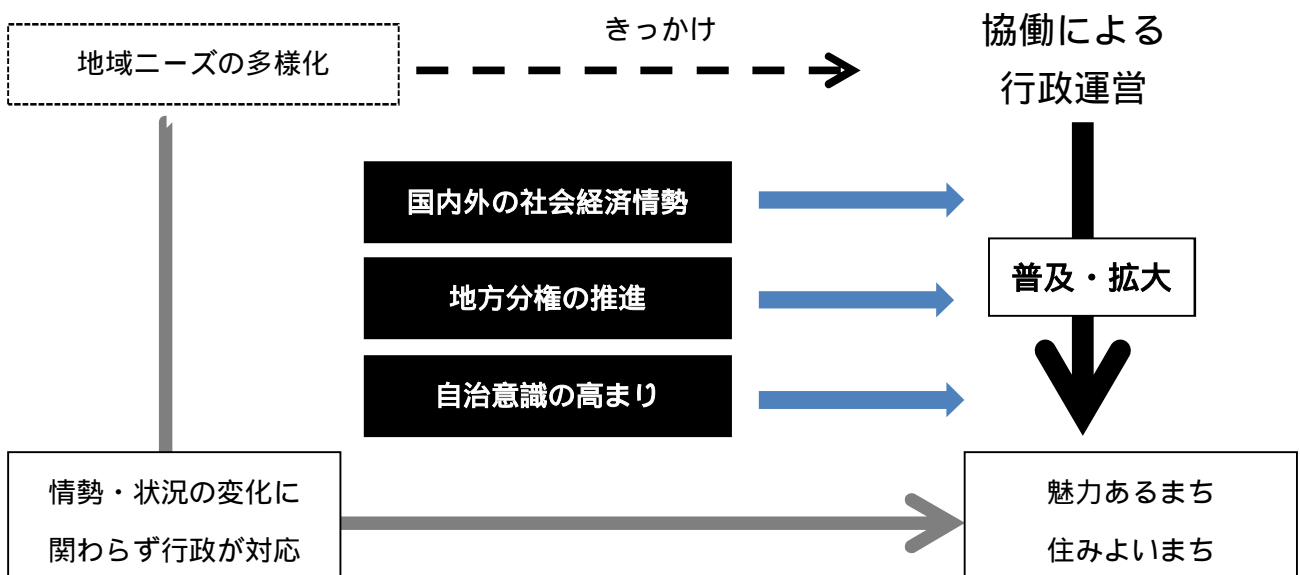 地域ニーズの多様化
きっかけ
協働による
行政運営
国内外の社会経済情勢
地方分権の推進
自治意識の高まり
普及・拡大
情勢・状況の変化に
関わらず行政が対応
魅力あるまち
住みよいまち